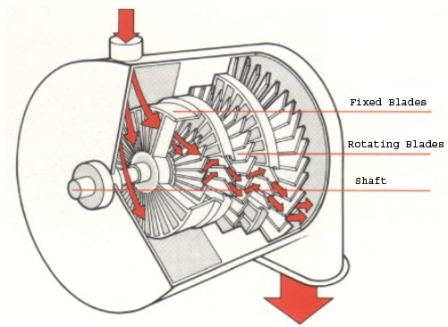 Fixed Blades
Rotating Blades
Shaft